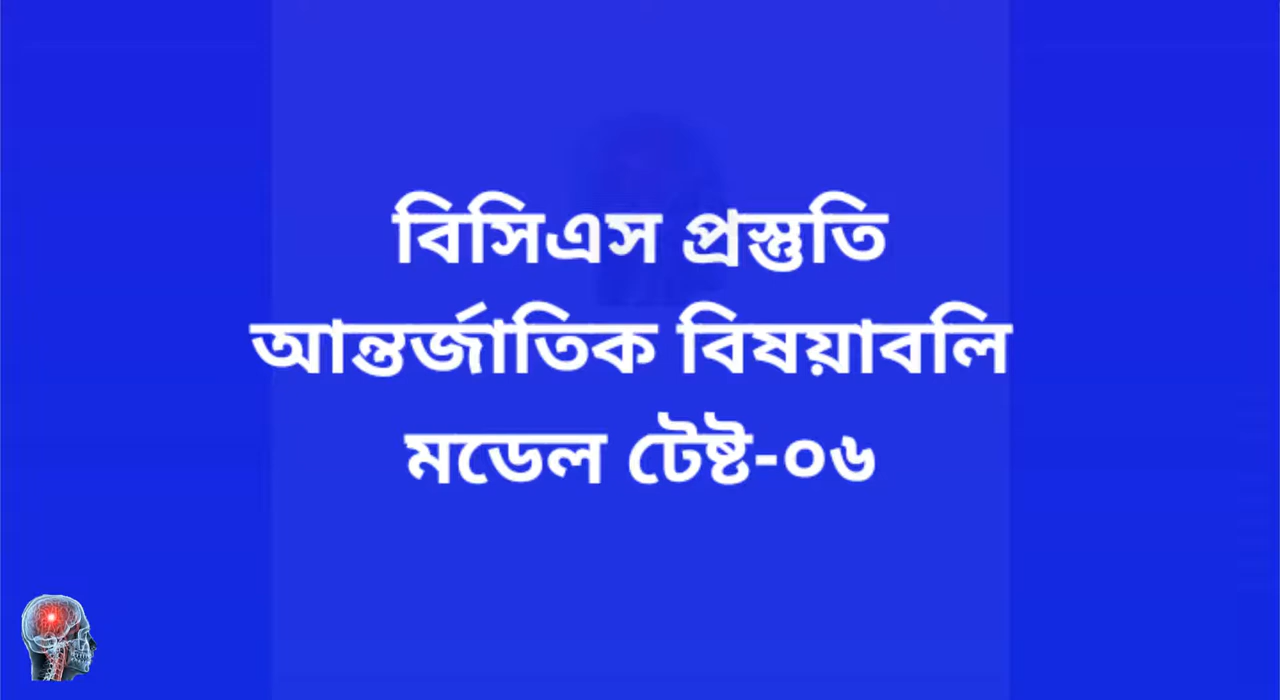 বিসিএস প্রস্তুতি
আন্তর্জাতিক বিষয়াবলি
মডেল টেষ্ট-০৬